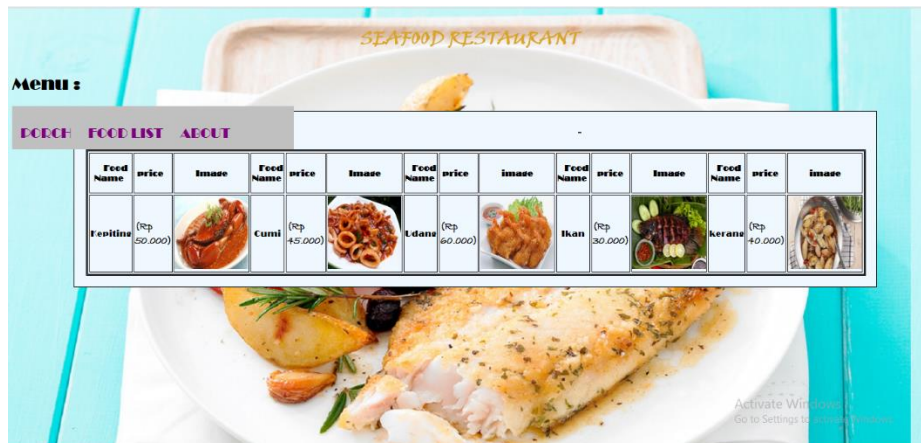 SEAFOOD RESTAURANT
Menu :
PORCH FOOD LIST ABOUT
-
Food Name price Image Food Name price Image Food Name price image Food Name price Image Food Name price image
Kepiting (Rp 50.000) Cumi (Rp 45.000) Udang (Rp 60.000) Ikan (Rp 30.000) kerang (Rp 40.000)
Activate Windows
Go to Settings to activate Windows.